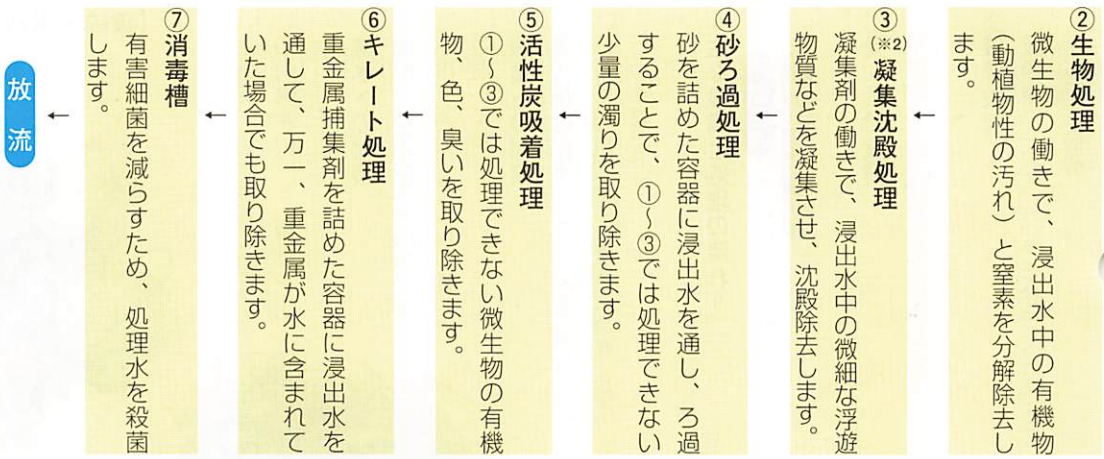 ②生物処理
微生物の働きで、浸出水中の有機物
（動植物性の汚れ）と窒素を分解除去し
ます。
←
③（※2）凝集沈殿処理
凝集剤の働きで、浸出水中の微細な浮遊
物質などを凝集させ、沈殿除去します。
←
④砂ろ過処理
砂を詰めた容器に浸出水を通し、ろ過
することで、①〜③では処理できない
少量の濁りを取り除きます。
←
⑤活性炭吸着処理
①〜③では処理できない微生物の有機
物、色、臭いを取り除きます。
←
⑥キレート処理
重金属捕集剤を詰めた容器に浸出水を
通して、万一、重金属が水に含まれて
いた場合でも取り除きます。
←
⑦消毒槽
有害細菌を減らすため、処理水を殺菌
します。
←
放流